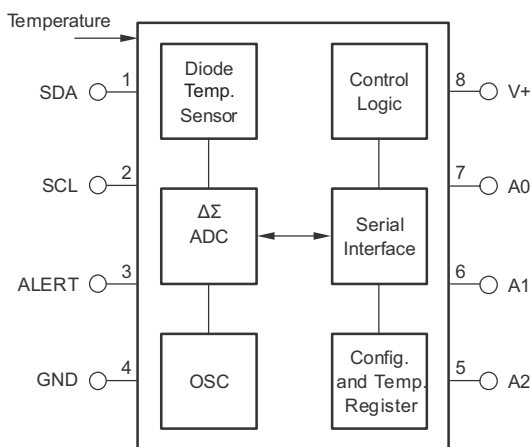 Temperature
1
SDA
2
SCL
3
ALERT
4
GND
Diode
Temp.
Sensor
ΔΣ
ADC
OSC
Control
Logic
Serial
Interface
Config.
and Temp.
Register
8
V+
7
A0
6
A1
5
A2